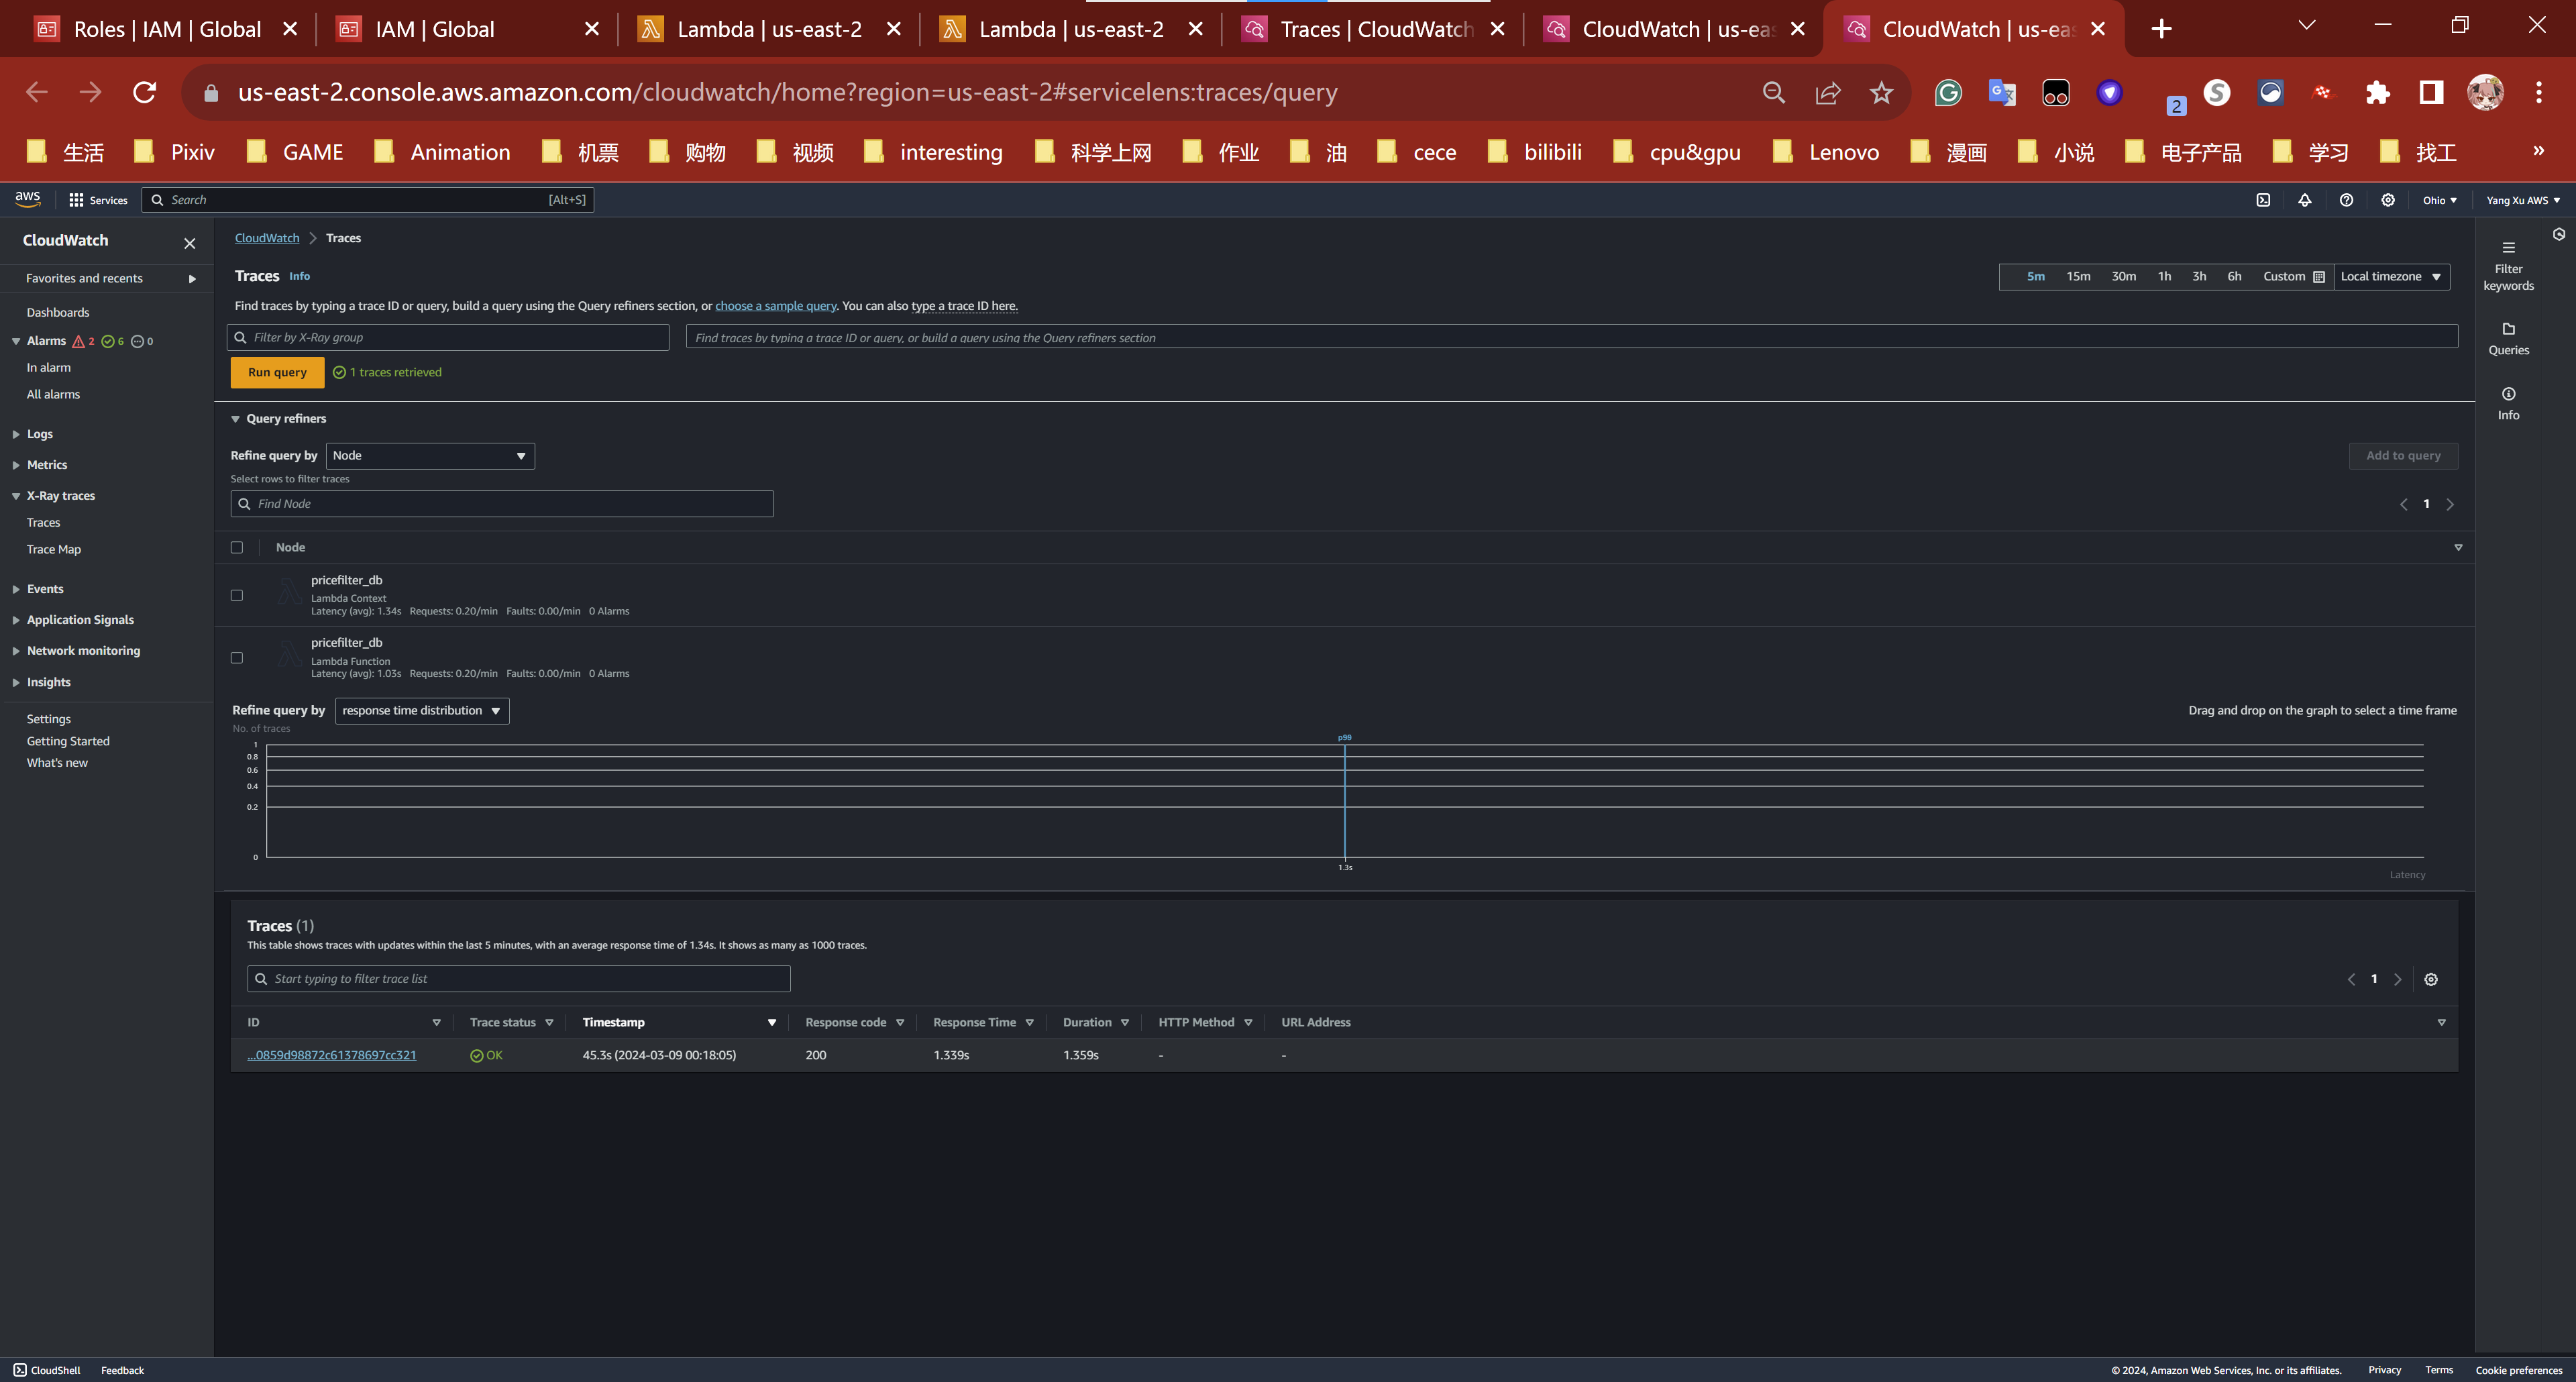 Roles | IAM | Global
IAM | Global
Lambda | us-east-2
Lambda | us-east-2
Traces | CloudWatch
CloudWatch | us-eas
CloudWatch | us-eas
us-east-2.console.aws.amazon.com/cloudwatch/home?region=us-east-2#servicelens:traces/query
2
生活 Pixiv GAME Animation 机票 购物 视频 interesting 科学上网 作业 油 cece bilibili cpu&gpu Lenovo 漫画 小说 电子产品 学习 找工 »
aws Services Search [Alt+S] Ohio Yang Xu AWS
CloudWatch
Favorites and recents
Dashboards
Alarms 2 6 0
In alarm
All alarms
Logs
Metrics
X-Ray traces
Traces
Trace Map
Events
Application Signals
Network monitoring
Insights
Settings
Getting Started
What's new
CloudWatch > Traces
Traces Info
5m 15m 30m 1h 3h 6h Custom Local timezone
Find traces by typing a trace ID or query, build a query using the Query refiners section, or choose a sample query. You can also type a trace ID here.
Filter by X-Ray group
Find traces by typing a trace ID or query, or build a query using the Query refiners section
Run query 1 traces retrieved
Query refiners
Refine query by Node Add to query
Select rows to filter traces
Find Node 1
Node
pricefilter_db
Lambda Context
Latency (avg): 1.34s Requests: 0.20/min Faults: 0.00/min 0 Alarms
pricefilter_db
Lambda Function
Latency (avg): 1.03s Requests: 0.20/min Faults: 0.00/min 0 Alarms
Refine query by response time distribution Drag and drop on the graph to select a time frame
No. of traces
p99
1
0.8
0.6
0.4
0.2
0
1.3s
Latency
Traces (1)
This table shows traces with updates within the last 5 minutes, with an average response time of 1.34s. It shows as many as 1000 traces.
Start typing to filter trace list 1
ID Trace status Timestamp Response code Response Time Duration HTTP Method URL Address
...0859d98872c61378697cc321 OK 45.3s (2024-03-09 00:18:05) 200 1.339s 1.359s - -
Filter keywords
Queries
Info
CloudShell Feedback © 2024, Amazon Web Services, Inc. or its affiliates. Privacy Terms Cookie preferences